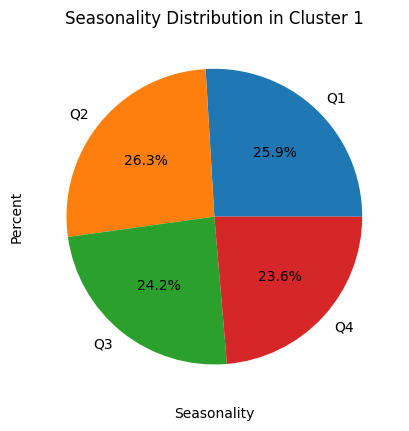 Seasonality Distribution in Cluster 1
Q1
Q2
25.9%
26.3%
Percent
24.2%
23.6%
Q3
Q4
Seasonality